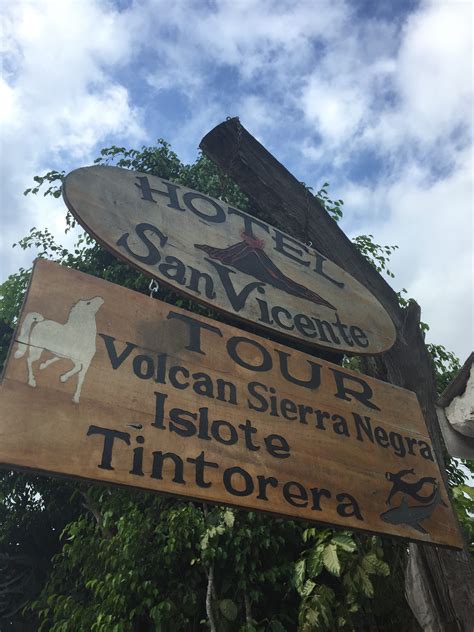 HOTEL
San Vicente
TOUR
Volcan Sierra Negra
Islote
Tintorera